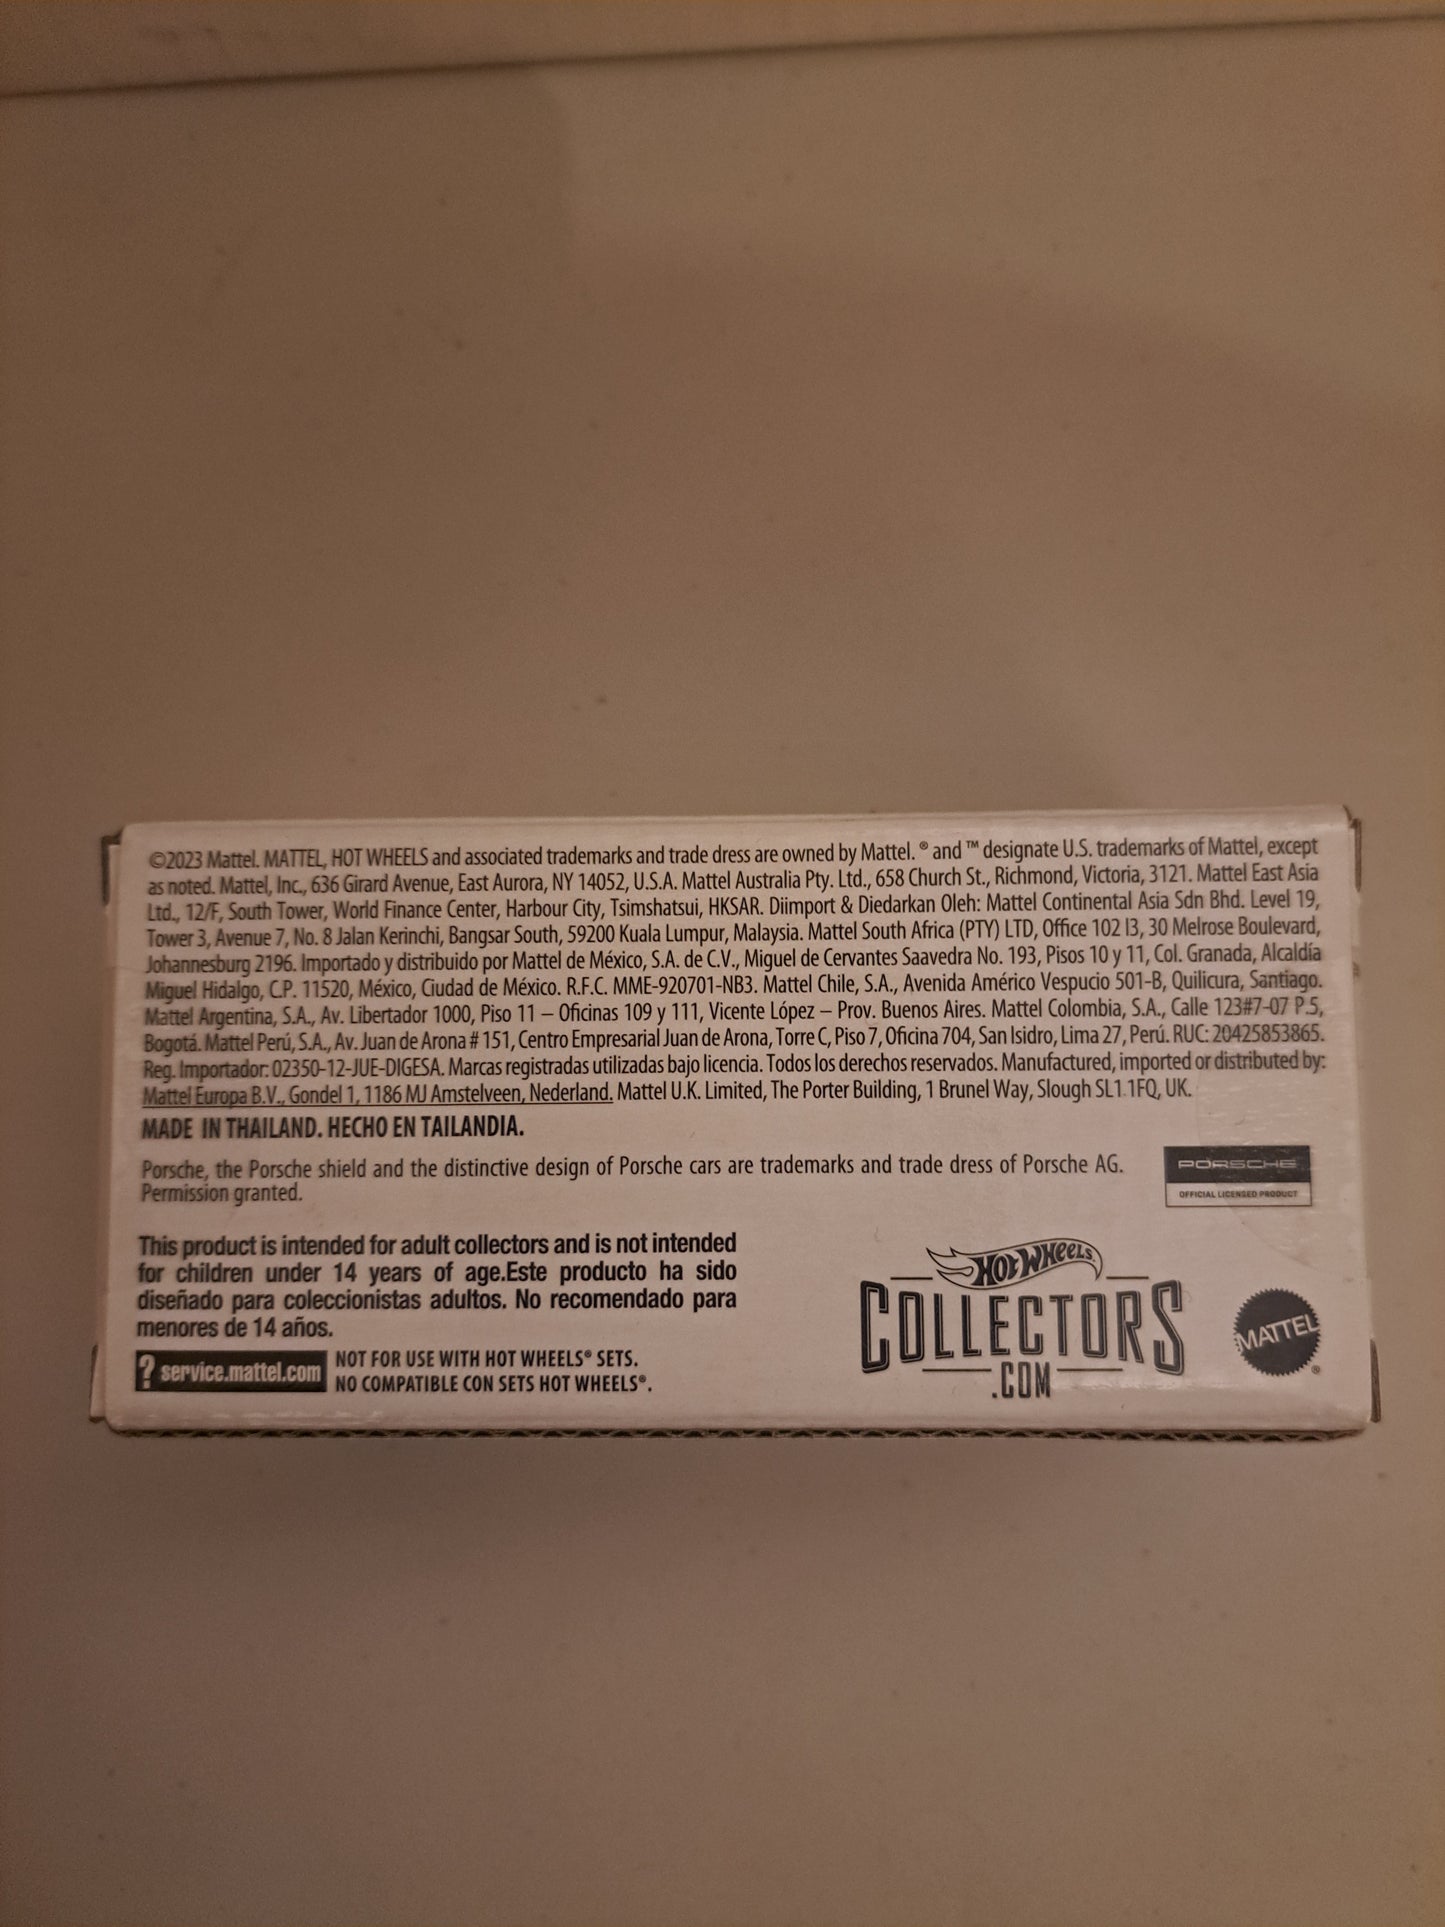 ©2023 Mattel. MATTEL, HOT WHEELS and associated trademarks and trade dress are owned by Mattel. ® and ™ designate U.S. trademarks of Mattel, except
as noted. Mattel, Inc., 636 Girard Avenue, East Aurora, NY 14052, U.S.A. Mattel Australia Pty. Ltd., 658 Church St., Richmond, Victoria, 3121. Mattel East Asia
Ltd., 12/F, South Tower, World Finance Center, Harbour City, Tsimshatsui, HKSAR. Diimport & Diedarkan Oleh: Mattel Continental Asia Sdn Bhd. Level 19,
Tower 3, Avenue 7, No. 8 Jalan Kerinchi, Bangsar South, 59200 Kuala Lumpur, Malaysia. Mattel South Africa (PTY) LTD, Office 102 I3, 30 Melrose Boulevard,
Johannesburg 2196. Importado y distribuido por Mattel de México, S.A. de C.V., Miguel de Cervantes Saavedra No. 193, Pisos 10 y 11, Col. Granada, Alcaldía
Miguel Hidalgo, C.P. 11520, México, Ciudad de México. R.F.C. MME-920701-NB3. Mattel Chile, S.A., Avenida Américo Vespucio 501-B, Quilicura, Santiago.
Mattel Argentina, S.A., Av. Libertador 1000, Piso 11 – Oficinas 109 y 111, Vicente López – Prov. Buenos Aires. Mattel Colombia, S.A., Calle 123#7-07 P.5,
Bogotá. Mattel Perú, S.A., Av. Juan de Arona # 151, Centro Empresarial Juan de Arona, Torre C, Piso 7, Oficina 704, San Isidro, Lima 27, Perú. RUC: 20425853865.
Reg. Importador: 02350-12-JUE-DIGESA. Marcas registradas utilizadas bajo licencia. Todos los derechos reservados. Manufactured, imported or distributed by:
Mattel Europa B.V., Gondel 1, 1186 MJ Amstelveen, Nederland. Mattel U.K. Limited, The Porter Building, 1 Brunel Way, Slough SL1 1FQ, UK.
MADE IN THAILAND. HECHO EN TAILANDIA.
Porsche, the Porsche shield and the distinctive design of Porsche cars are trademarks and trade dress of Porsche AG.
Permission granted.
PORSCHE
OFFICIAL LICENSED PRODUCT
This product is intended for adult collectors and is not intended
for children under 14 years of age.Este producto ha sido
diseñado para coleccionistas adultos. No recomendado para
menores de 14 años.
? service.mattel.com
NOT FOR USE WITH HOT WHEELS® SETS.
NO COMPATIBLE CON SETS HOT WHEELS®.
HOT WHEELS
COLLECTORS
.COM
MATTEL®